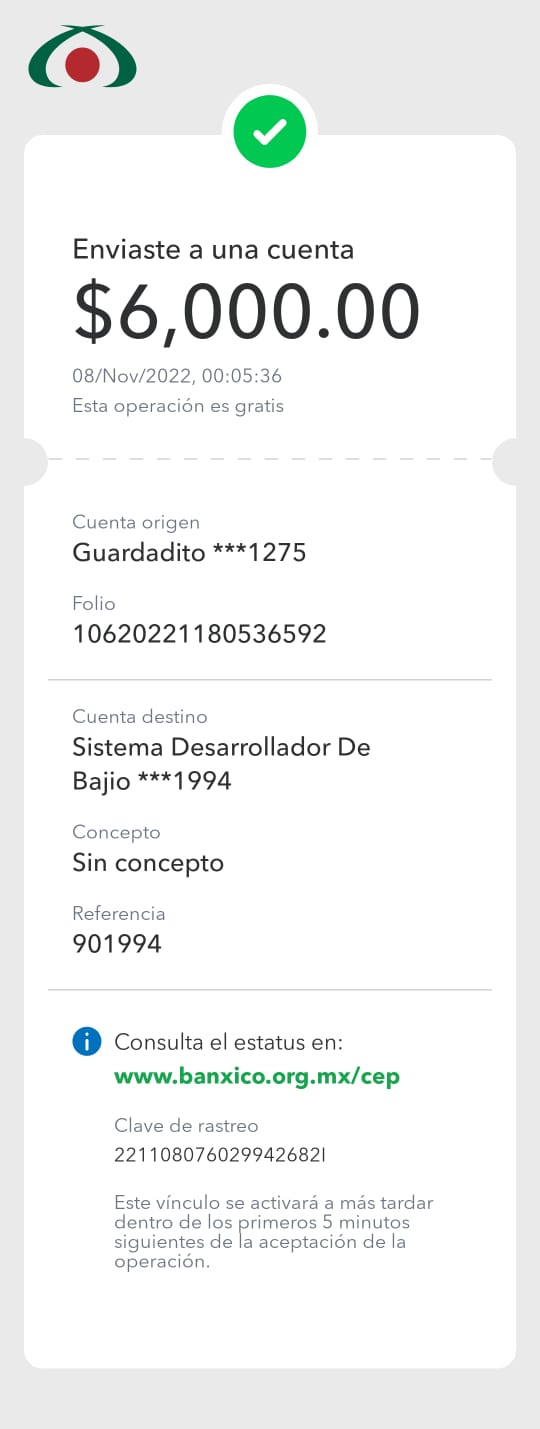 Enviaste a una cuenta
$6,000.00
08/Nov/2022, 00:05:36
Esta operación es gratis
Cuenta origen
Guardadito ***1275
Folio
10620221180536592
Cuenta destino
Sistema Desarrollador De
Bajio ***1994
Concepto
Sin concepto
Referencia
901994
Consulta el estatus en:
www.banxico.org.mx/cep
Clave de rastreo
221108076029942682I
Este vínculo se activará a más tardar
dentro de los primeros 5 minutos
siguientes de la aceptación de la
operación.